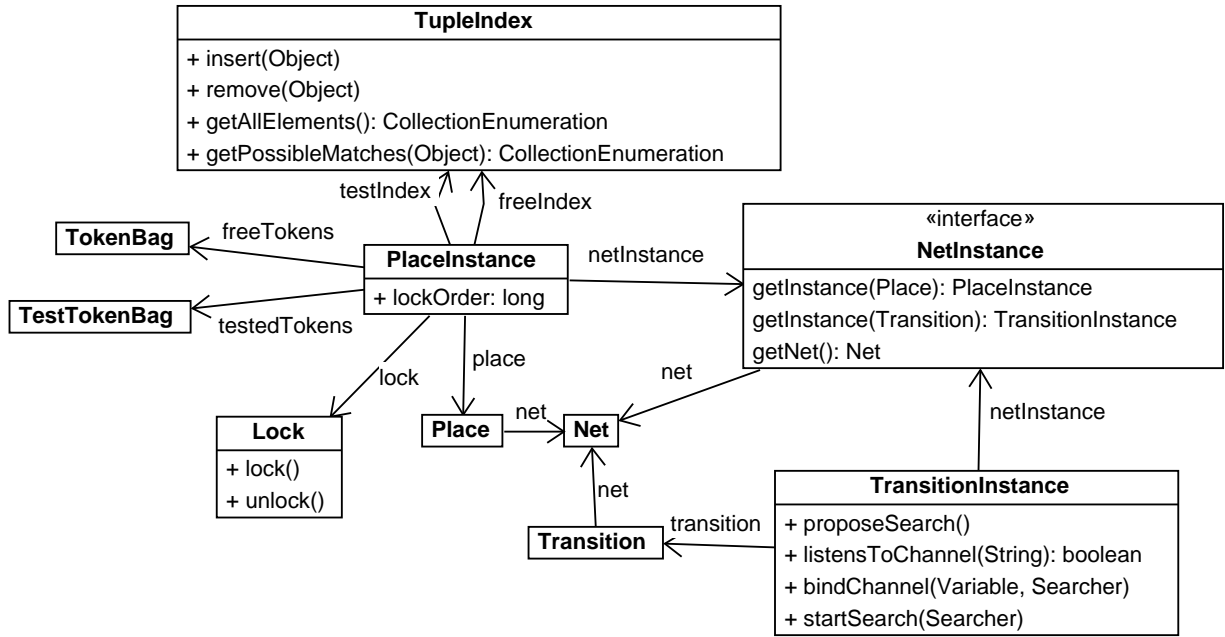 TupleIndex
+ insert(Object)
+ remove(Object)
+ getAllElements(): CollectionEnumeration
+ getPossibleMatches(Object): CollectionEnumeration
testIndex
freeIndex
TokenBag
freeTokens
PlaceInstance
+ lockOrder: long
netInstance
«interface»
NetInstance
getInstance(Place): PlaceInstance
getInstance(Transition): TransitionInstance
getNet(): Net
TestTokenBag
testedTokens
lock
place
net
netInstance
Lock
+ lock()
+ unlock()
Place
net
Net
net
Transition
transition
TransitionInstance
+ proposeSearch()
+ listensToChannel(String): boolean
+ bindChannel(Variable, Searcher)
+ startSearch(Searcher)